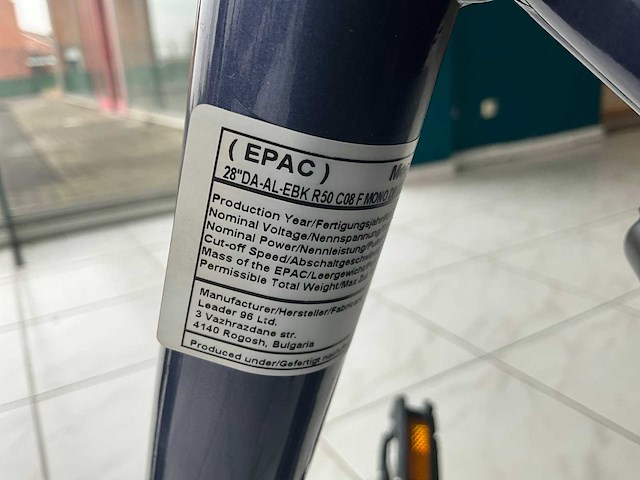 ( EPAC )
28"DA-AL-EBK R50 C08 F MONO
Production Year/Fertigungsjahr
Nominal Voltage/Nennspannung
Nominal Power/Nennleistung/
Cut-off Speed/Abschaltgeschwin
Mass of the EPAC/Leergewicht
Permissible Total Weight/Max
Manufacturer/Hersteller/Fabrican
Leader 96 Ltd.
3 Vazhrazdane str.
4140 Rogosh, Bulgaria
Produced under/Gefertigt